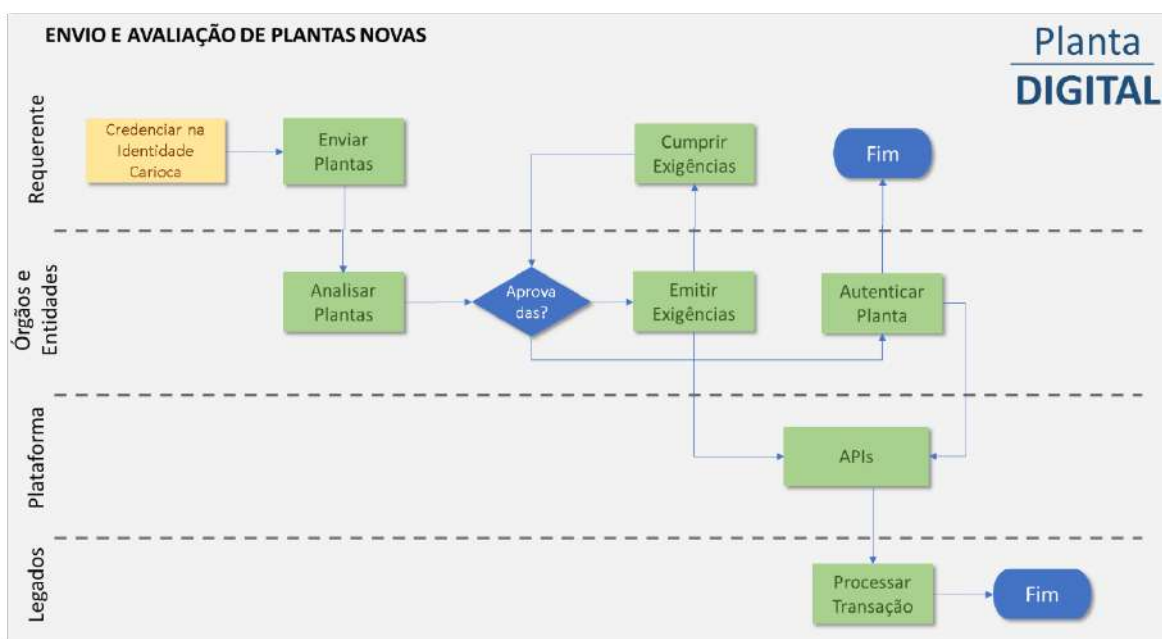 ENVIO E AVALIAÇÃO DE PLANTAS NOVAS
Planta
DIGITAL
Requerente
Credenciar na
Identidade
Carioca
Enviar
Plantas
Cumprir
Exigências
Fim
Órgãos e
Entidades
Analisar
Plantas
Aprova
das?
Emitir
Exigências
Autenticar
Planta
Plataforma
APIs
Legados
Processar
Transação
Fim